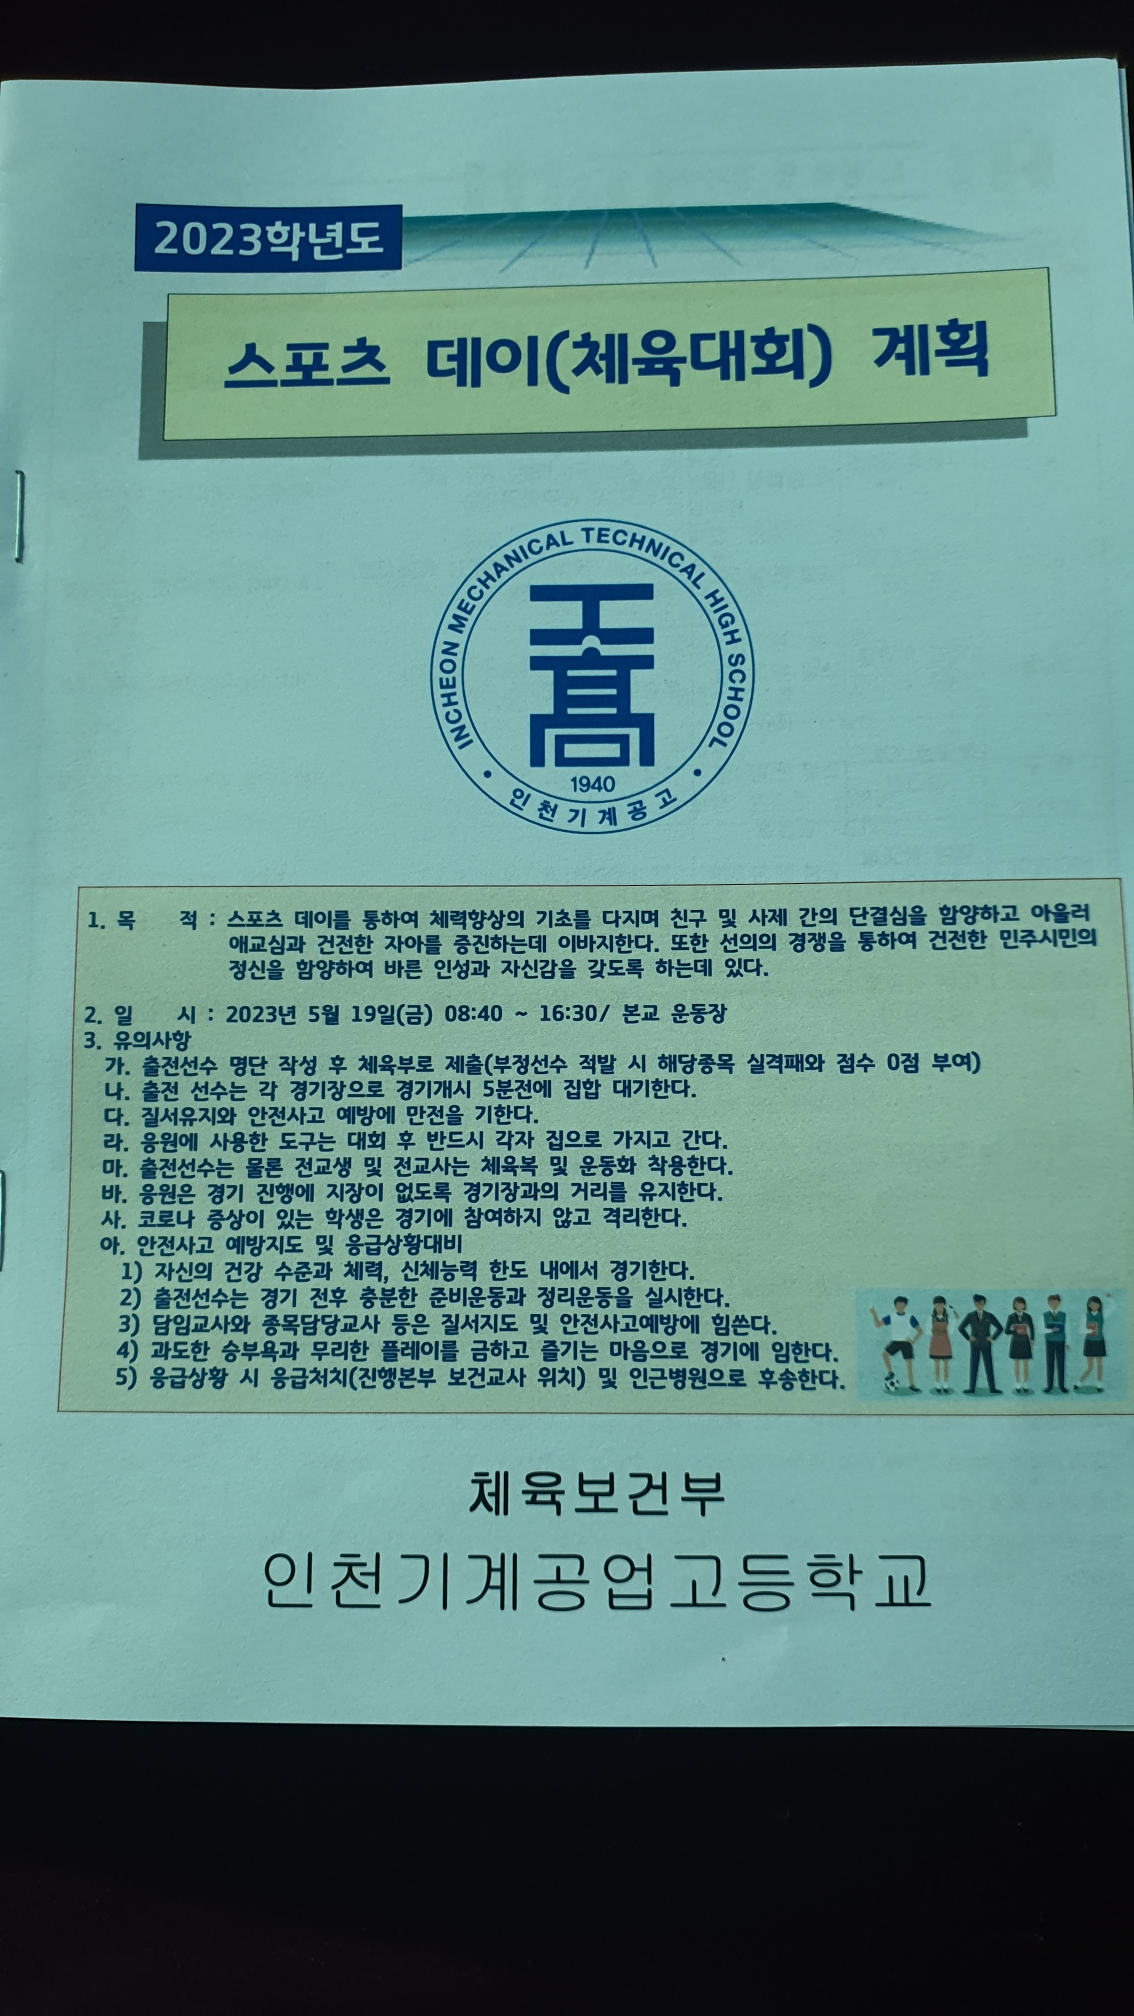 2023학년도
스포츠 데이(체육대회) 계획
INCHEON MECHANICAL TECHNICAL HIGH SCHOOL
工高
1940
인천기계공고
1. 목 적 : 스포츠 데이를 통하여 체력향상의 기초를 다지며 친구 및 사제 간의 단결심을 함양하고 아울러
애교심과 건전한 자아를 증진하는데 이바지한다. 또한 선의의 경쟁을 통하여 건전한 민주시민의
정신을 함양하여 바른 인성과 자신감을 갖도록 하는데 있다.
2. 일 시 : 2023년 5월 19일(금) 08:40 ~ 16:30/ 본교 운동장
3. 유의사항
가. 출전선수 명단 작성 후 체육부로 제출(부정선수 적발 시 해당종목 실격패와 점수 0점 부여)
나. 출전 선수는 각 경기장으로 경기개시 5분전에 집합 대기한다.
다. 질서유지와 안전사고 예방에 만전을 기한다.
라. 응원에 사용한 도구는 대회 후 반드시 각자 집으로 가지고 간다.
마. 출전선수는 물론 전교생 및 전교사는 체육복 및 운동화 착용한다.
바. 응원은 경기 진행에 지장이 없도록 경기장과의 거리를 유지한다.
사. 코로나 증상이 있는 학생은 경기에 참여하지 않고 격리한다.
아. 안전사고 예방지도 및 응급상황대비
1) 자신의 건강 수준과 체력, 신체능력 한도 내에서 경기한다.
2) 출전선수는 경기 전후 충분한 준비운동과 정리운동을 실시한다.
3) 담임교사와 종목담당교사 등은 질서지도 및 안전사고예방에 힘쓴다.
4) 과도한 승부욕과 무리한 플레이를 금하고 즐기는 마음으로 경기에 임한다.
5) 응급상황 시 응급처치(진행본부 보건교사 위치) 및 인근병원으로 후송한다.
체육보건부
인천기계공업고등학교